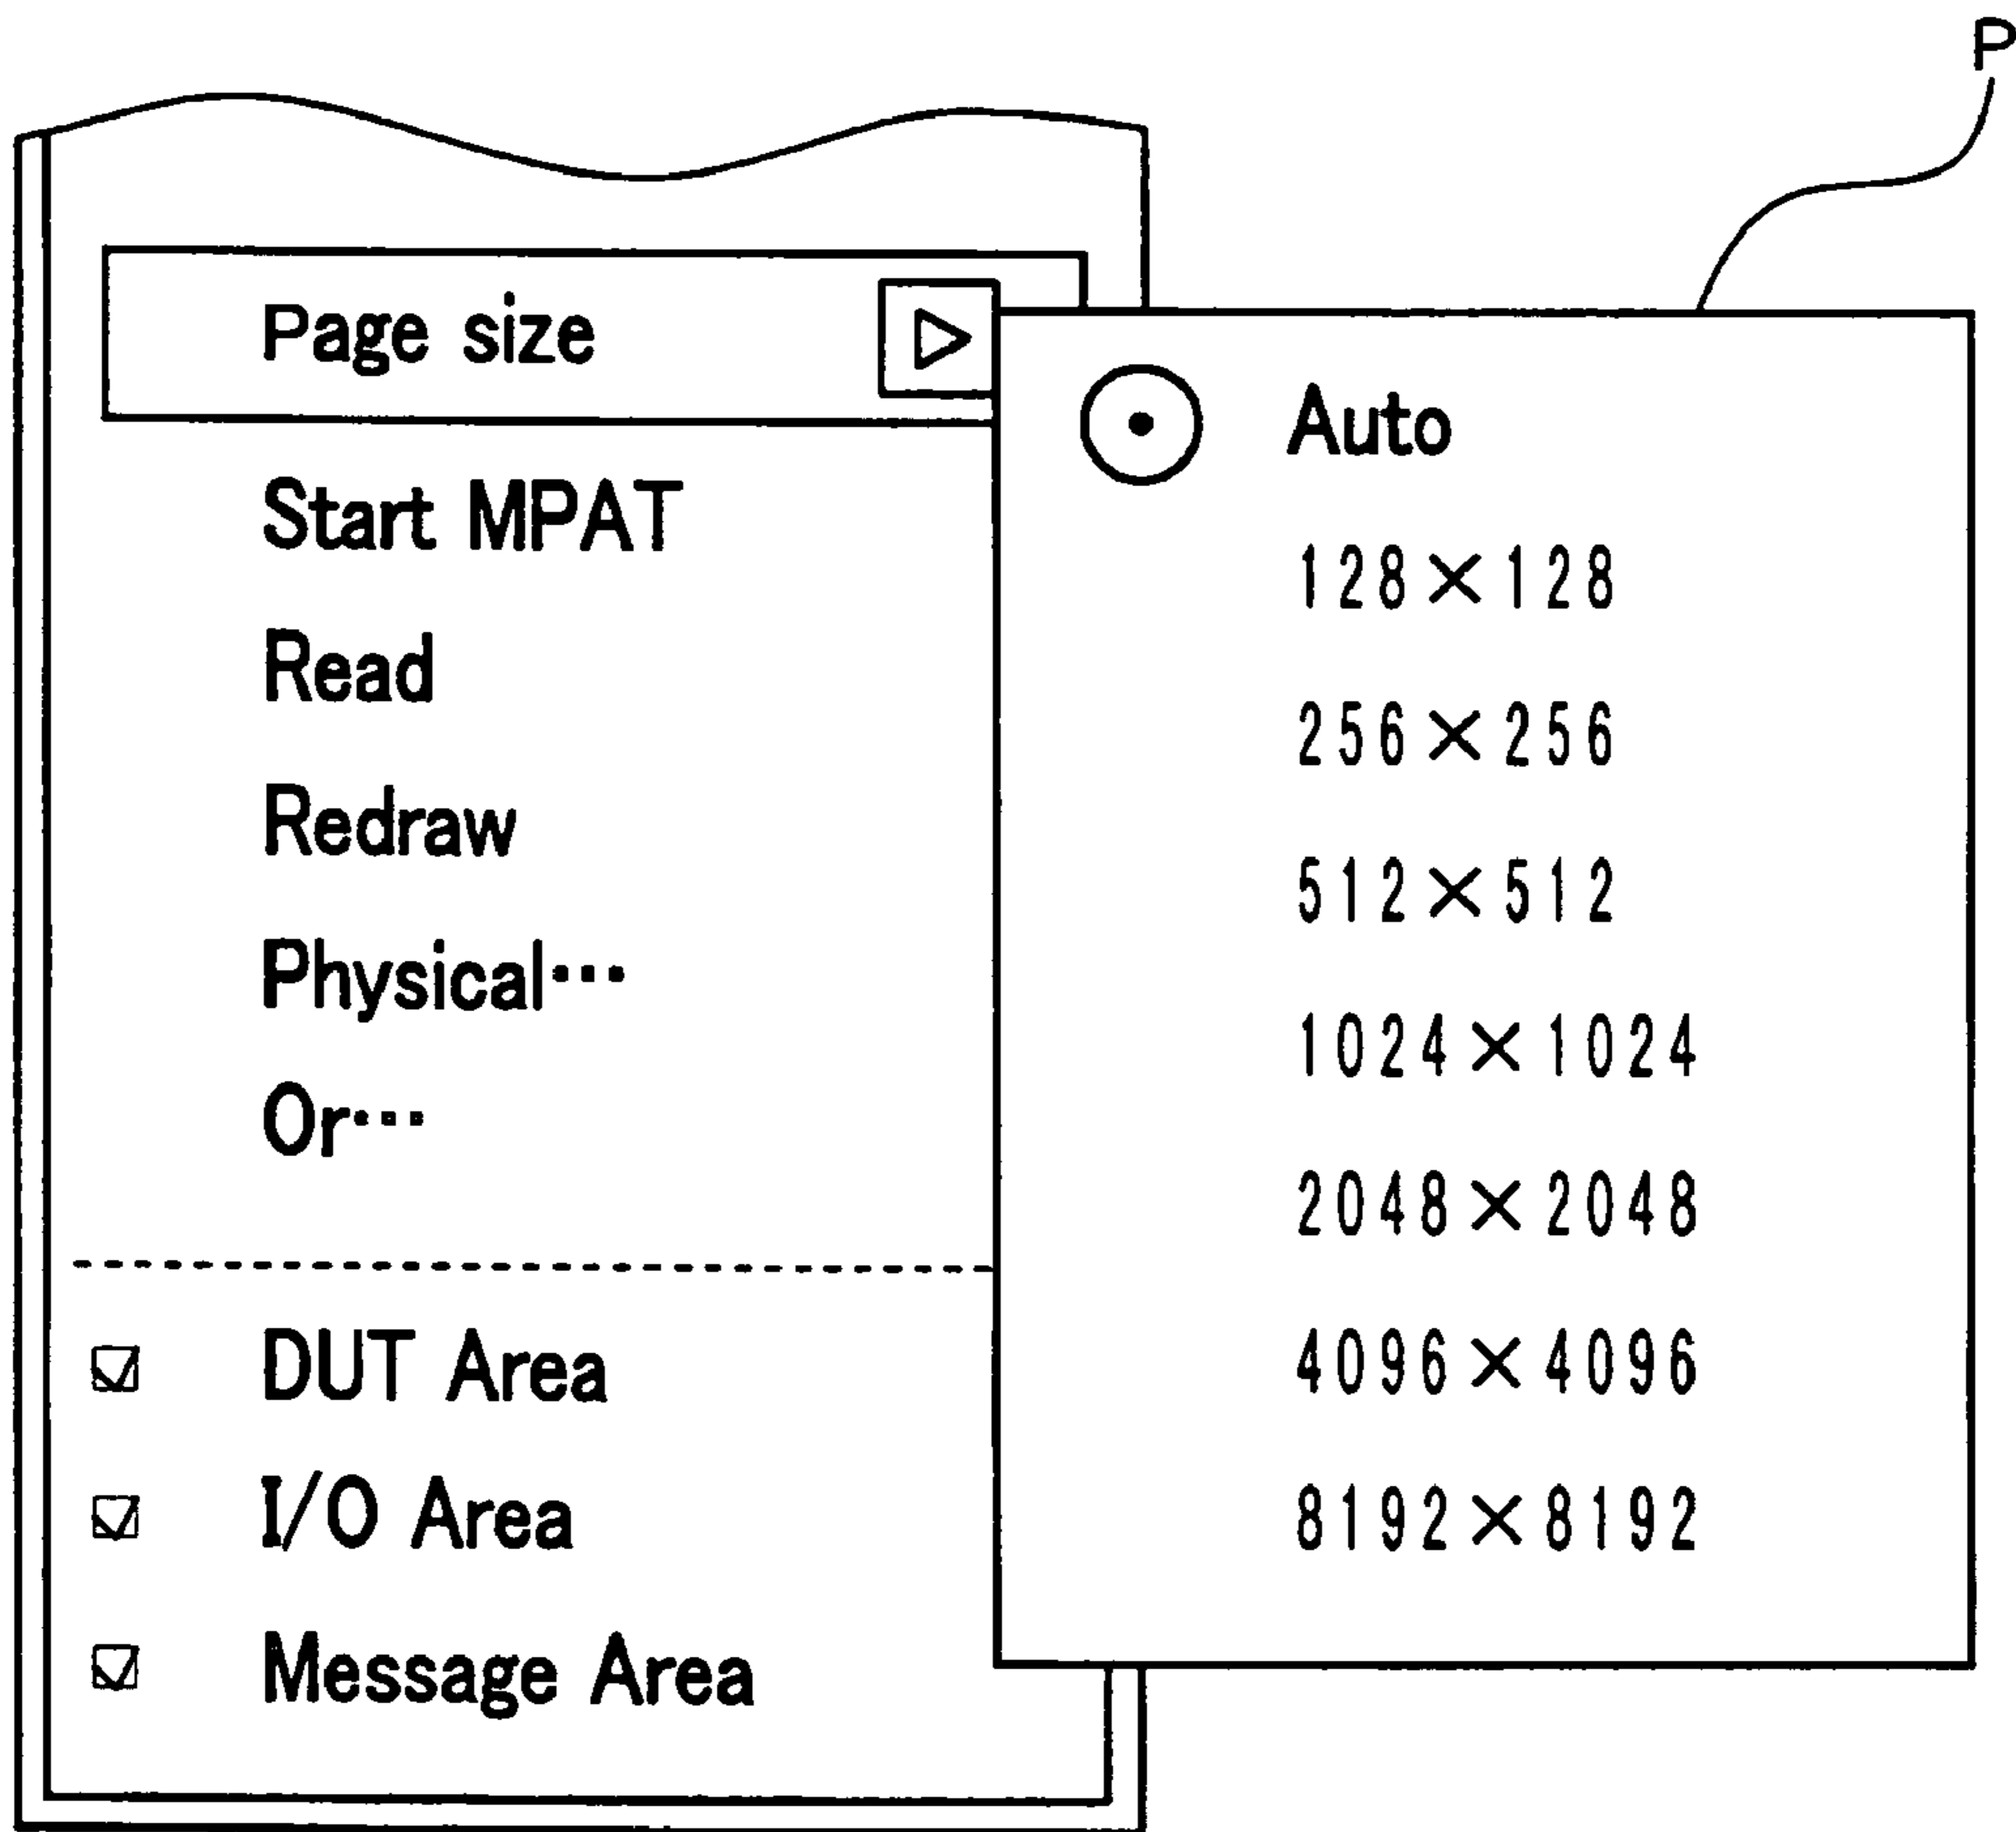 P
Page size
Start MPAT
Read
Redraw
Physical···
Or···
DUT Area
I/O Area
Message Area
Auto
128×128
256×256
512×512
1024×1024
2048×2048
4096×4096
8192×8192